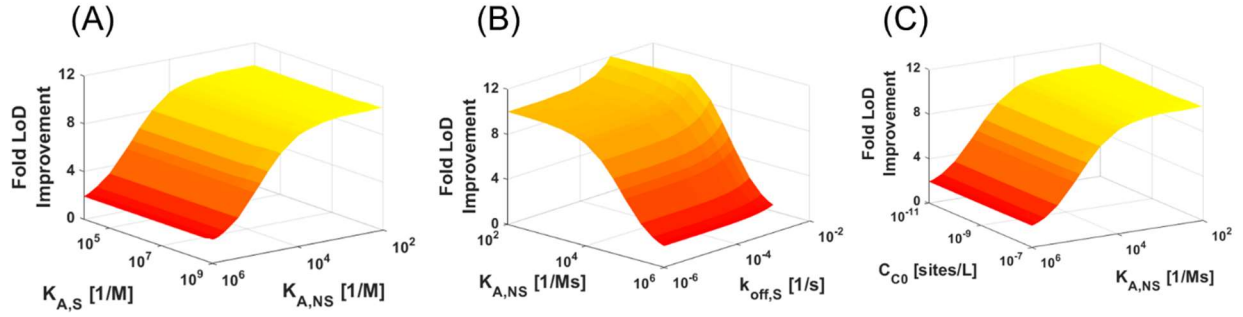 (A)
Fold LoD
Improvement
12
8
4
0
10^5
10^7
10^9
K_A,S [1/M]
10^6
10^4
10^2
K_A,NS [1/M]
(B)
Fold LoD
Improvement
12
8
4
0
10^2
10^4
10^6
K_A,NS [1/Ms]
10^-6
10^-4
10^-2
k_off,S [1/s]
(C)
Fold LoD
Improvement
12
8
4
0
10^-11
10^-9
10^-7
C_C0 [sites/L]
10^6
10^4
10^2
K_A,NS [1/Ms]